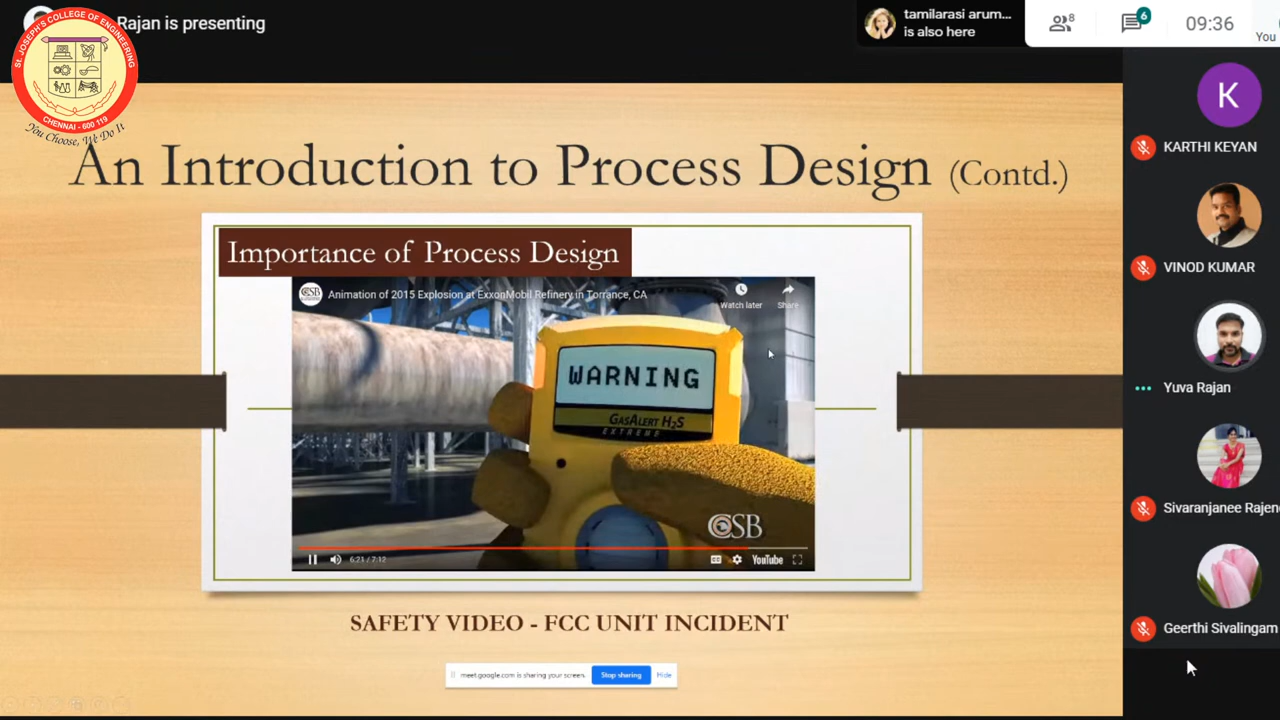 Rajan is presenting
tamilarasi arum...
is also here
8
6
09:36
You
ST. JOSEPH'S COLLEGE OF ENGINEERING
CHENNAI - 600 119
You Choose, We Do It
An Introduction to Process Design (Contd.)
Importance of Process Design
CSB
Animation of 2015 Explosion at ExxonMobil Refinery in Torrance, CA
Watch later
Share
WARNING
GASALERT H2S
EXTREME
CSB
6:21 / 7:12
CC
YouTube
SAFETY VIDEO - FCC UNIT INCIDENT
meet.google.com is sharing your screen.
Stop sharing
Hide
K
KARTHI KEYAN
VINOD KUMAR
Yuva Rajan
Sivaranjanee Rajen
Geerthi Sivalingam